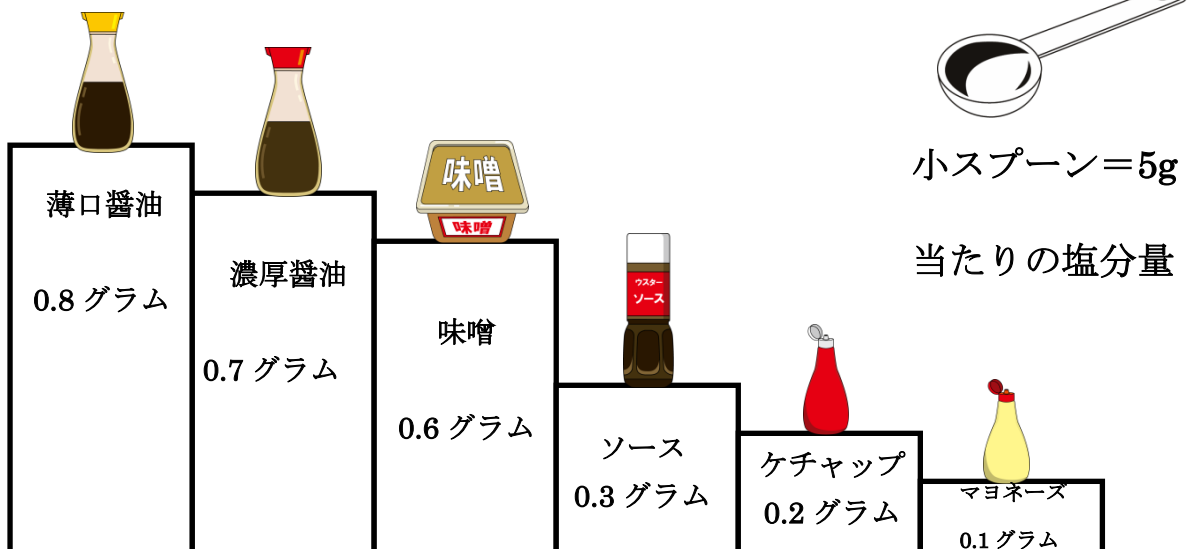 小スプーン＝5g
当たりの塩分量
薄口醤油
0.8 グラム
濃厚醤油
0.7 グラム
味噌
味噌
味噌
0.6 グラム
ウスター
ソース
ソース
0.3 グラム
ケチャップ
0.2 グラム
マヨネーズ
0.1 グラム